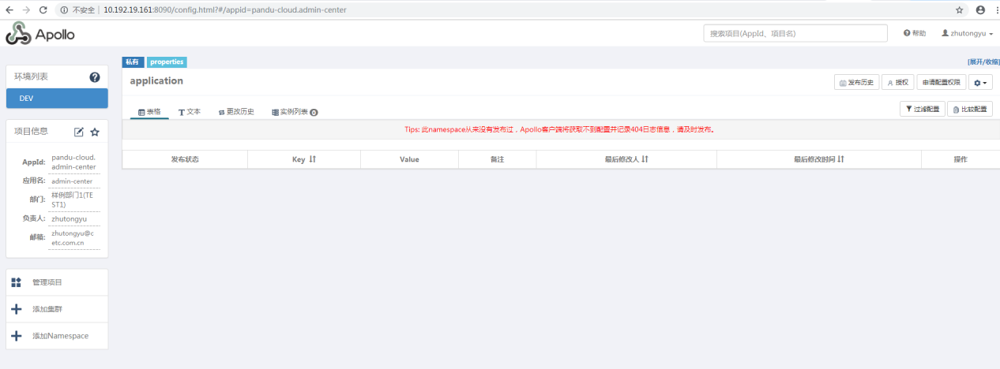 不安全 | 10.192.19.161:8090/config.html?#/appid=pandu-cloud.admin-center
Apollo
搜索项目(AppId、项目名)
帮助
zhutongyu
环境列表
DEV
项目信息
AppId: pandu-cloud.
admin-center
应用名: admin-center
部门: 样例部门1(TE
ST1)
负责人: zhutongyu
邮箱: zhutongyu@c
etc.com.cn
管理项目
添加集群
添加Namespace
私有 properties
[展开/收缩]
application
发布历史 授权 申请配置权限
表格 文本 更改历史 实例列表 0
过滤配置 比较配置
Tips: 此namespace从来没有发布过，Apollo客户端将获取不到配置并记录404日志信息，请及时发布。
发布状态 Key Value 备注 最后修改人 最后修改时间 操作